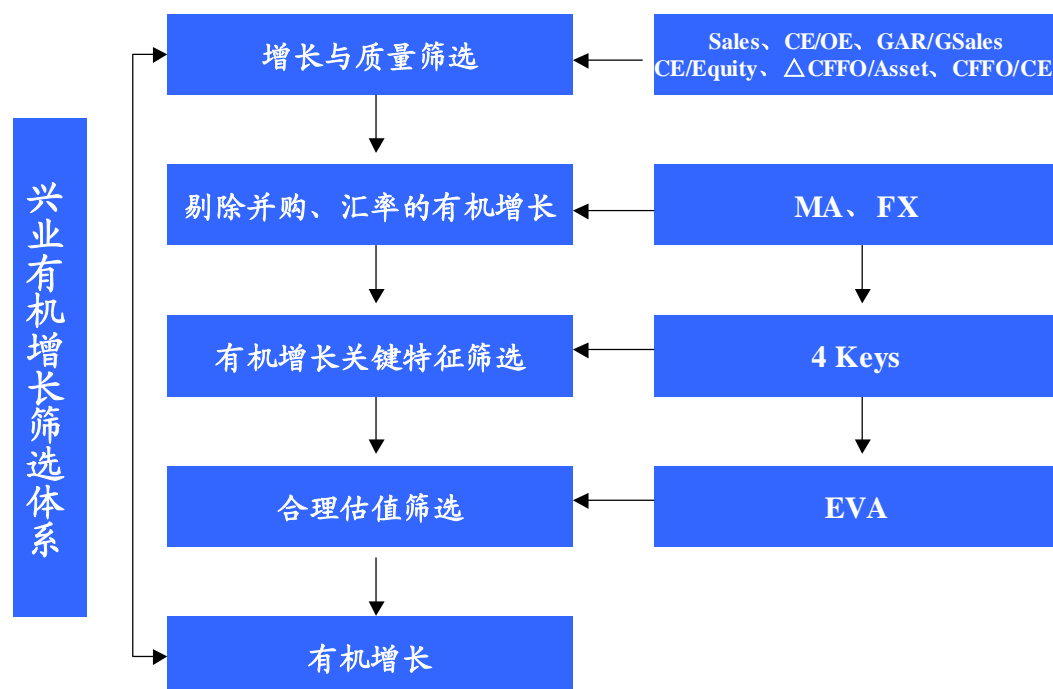 兴业有机增长筛选体系
增长与质量筛选
Sales、CE/OE、GAR/GSales
CE/Equity、△CFFO/Asset、CFFO/CE
剔除并购、汇率的有机增长
MA、FX
有机增长关键特征筛选
4 Keys
合理估值筛选
EVA
有机增长